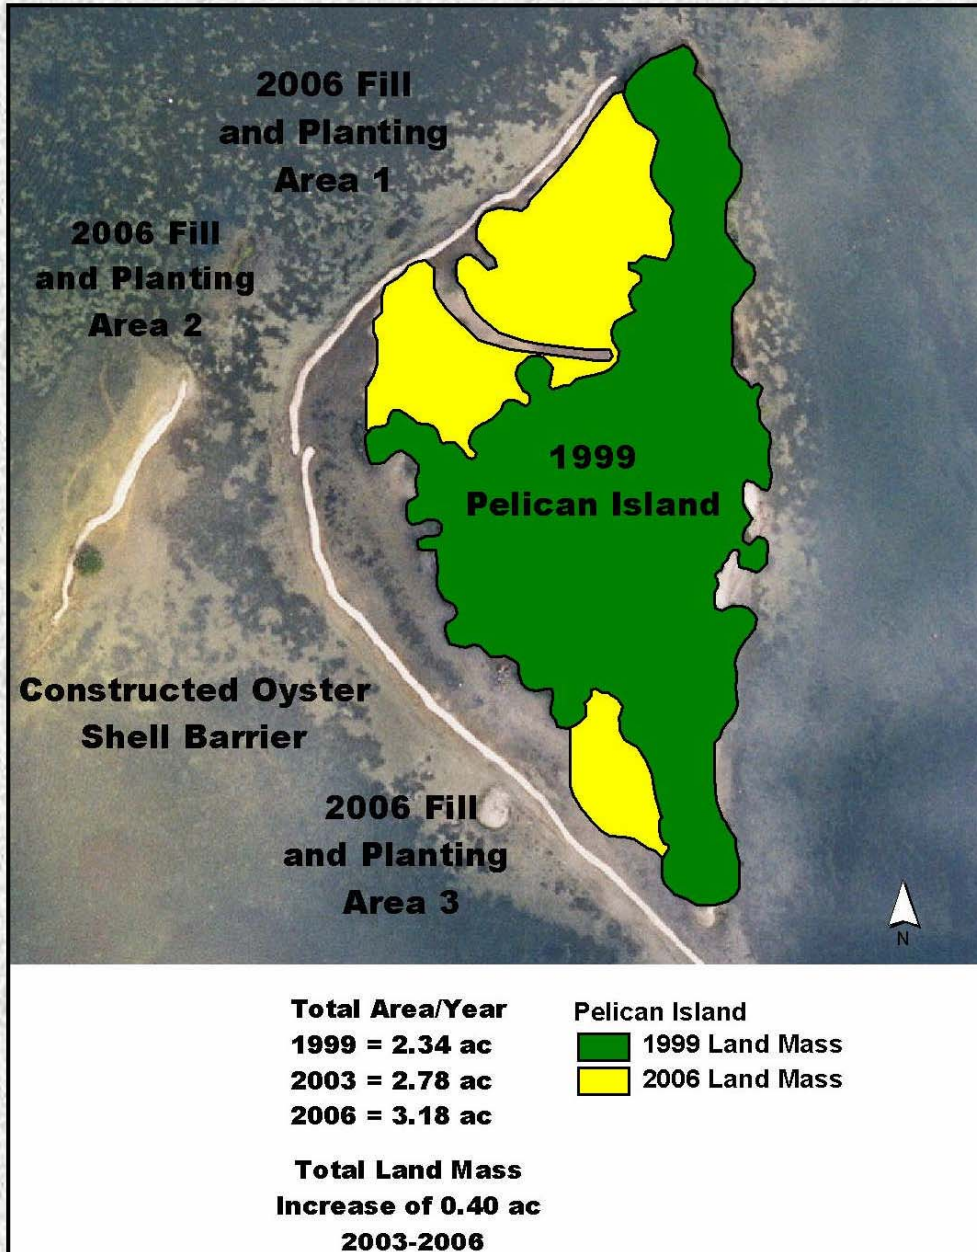 2006 Fill
and Planting
Area 1
2006 Fill
and Planting
Area 2
1999
Pelican Island
Constructed Oyster
Shell Barrier
2006 Fill
and Planting
Area 3
N
Total Area/Year
1999 = 2.34 ac
2003 = 2.78 ac
2006 = 3.18 ac
Total Land Mass
Increase of 0.40 ac
2003-2006
Pelican Island
1999 Land Mass
2006 Land Mass